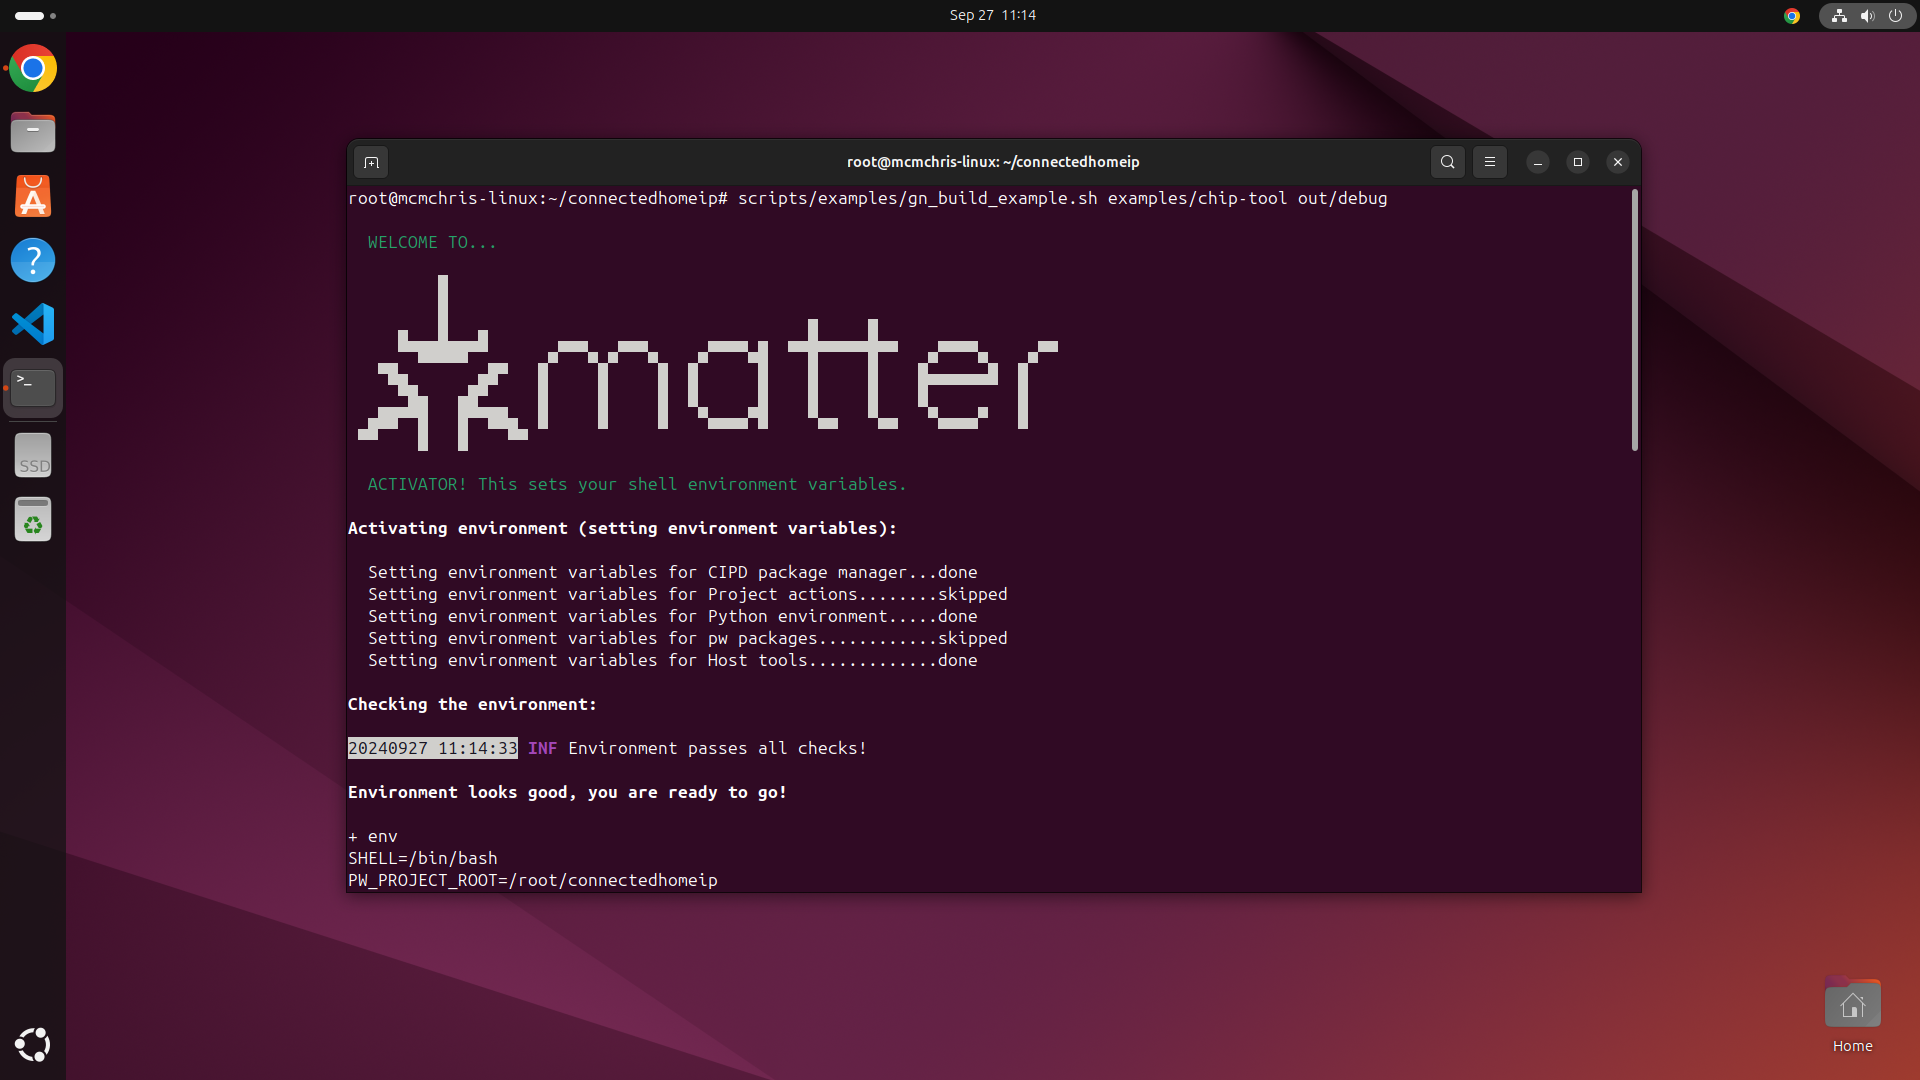 Sep 27 11:14
root@mcmchris-linux: ~/connectedhomeip
root@mcmchris-linux:~/connectedhomeip# scripts/examples/gn_build_example.sh examples/chip-tool out/debug
WELCOME TO...
matter
ACTIVATOR! This sets your shell environment variables.
Activating environment (setting environment variables):
Setting environment variables for CIPD package manager...done
Setting environment variables for Project actions........skipped
Setting environment variables for Python environment.....done
Setting environment variables for pw packages............skipped
Setting environment variables for Host tools.............done
Checking the environment:
20240927 11:14:33 INF Environment passes all checks!
Environment looks good, you are ready to go!
+ env
SHELL=/bin/bash
PW_PROJECT_ROOT=/root/connectedhomeip
SSD
Home